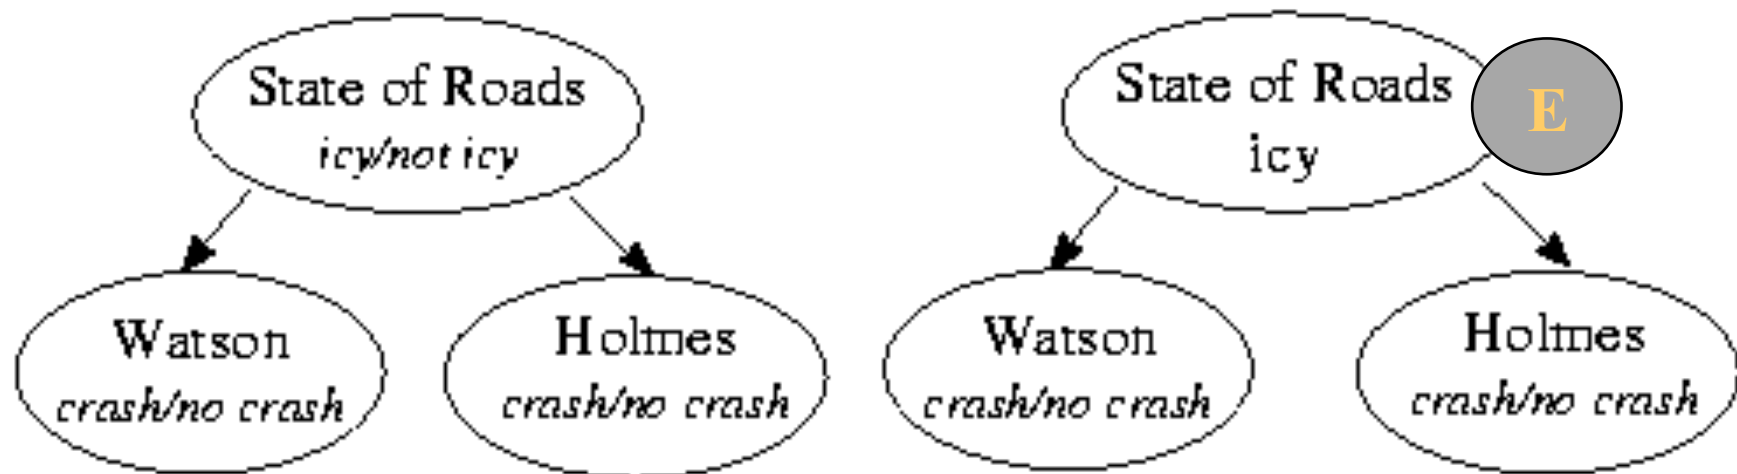 State of Roads
icy/not icy
Watson
crash/no crash
Holmes
crash/no crash
State of Roads
icy
E
Watson
crash/no crash
Holmes
crash/no crash